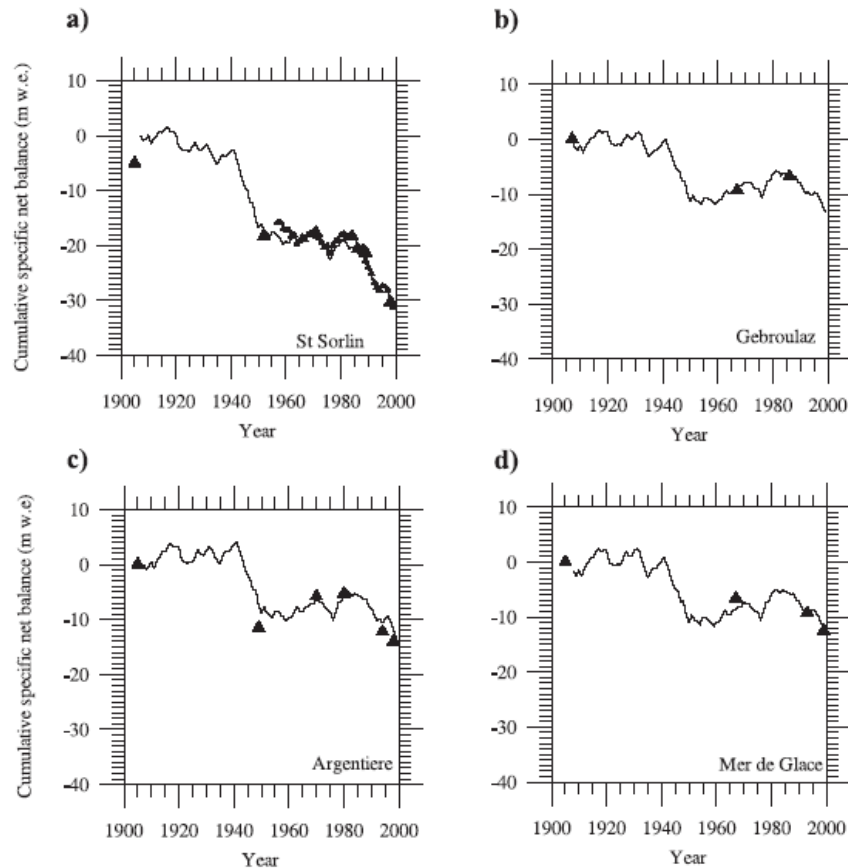 a)
Cumulative specific net balance (m w.e.)
10
0
-10
-20
-30
-40
St Sorlin
1900 1920 1940 1960 1980 2000
Year
b)
10
0
-10
-20
-30
-40
Gebroulaz
1900 1920 1940 1960 1980 2000
Year
c)
Cumulative specific net balance (m w.e)
10
0
-10
-20
-30
-40
Argentiere
1900 1920 1940 1960 1980 2000
Year
d)
10
0
-10
-20
-30
-40
Mer de Glace
1900 1920 1940 1960 1980 2000
Year